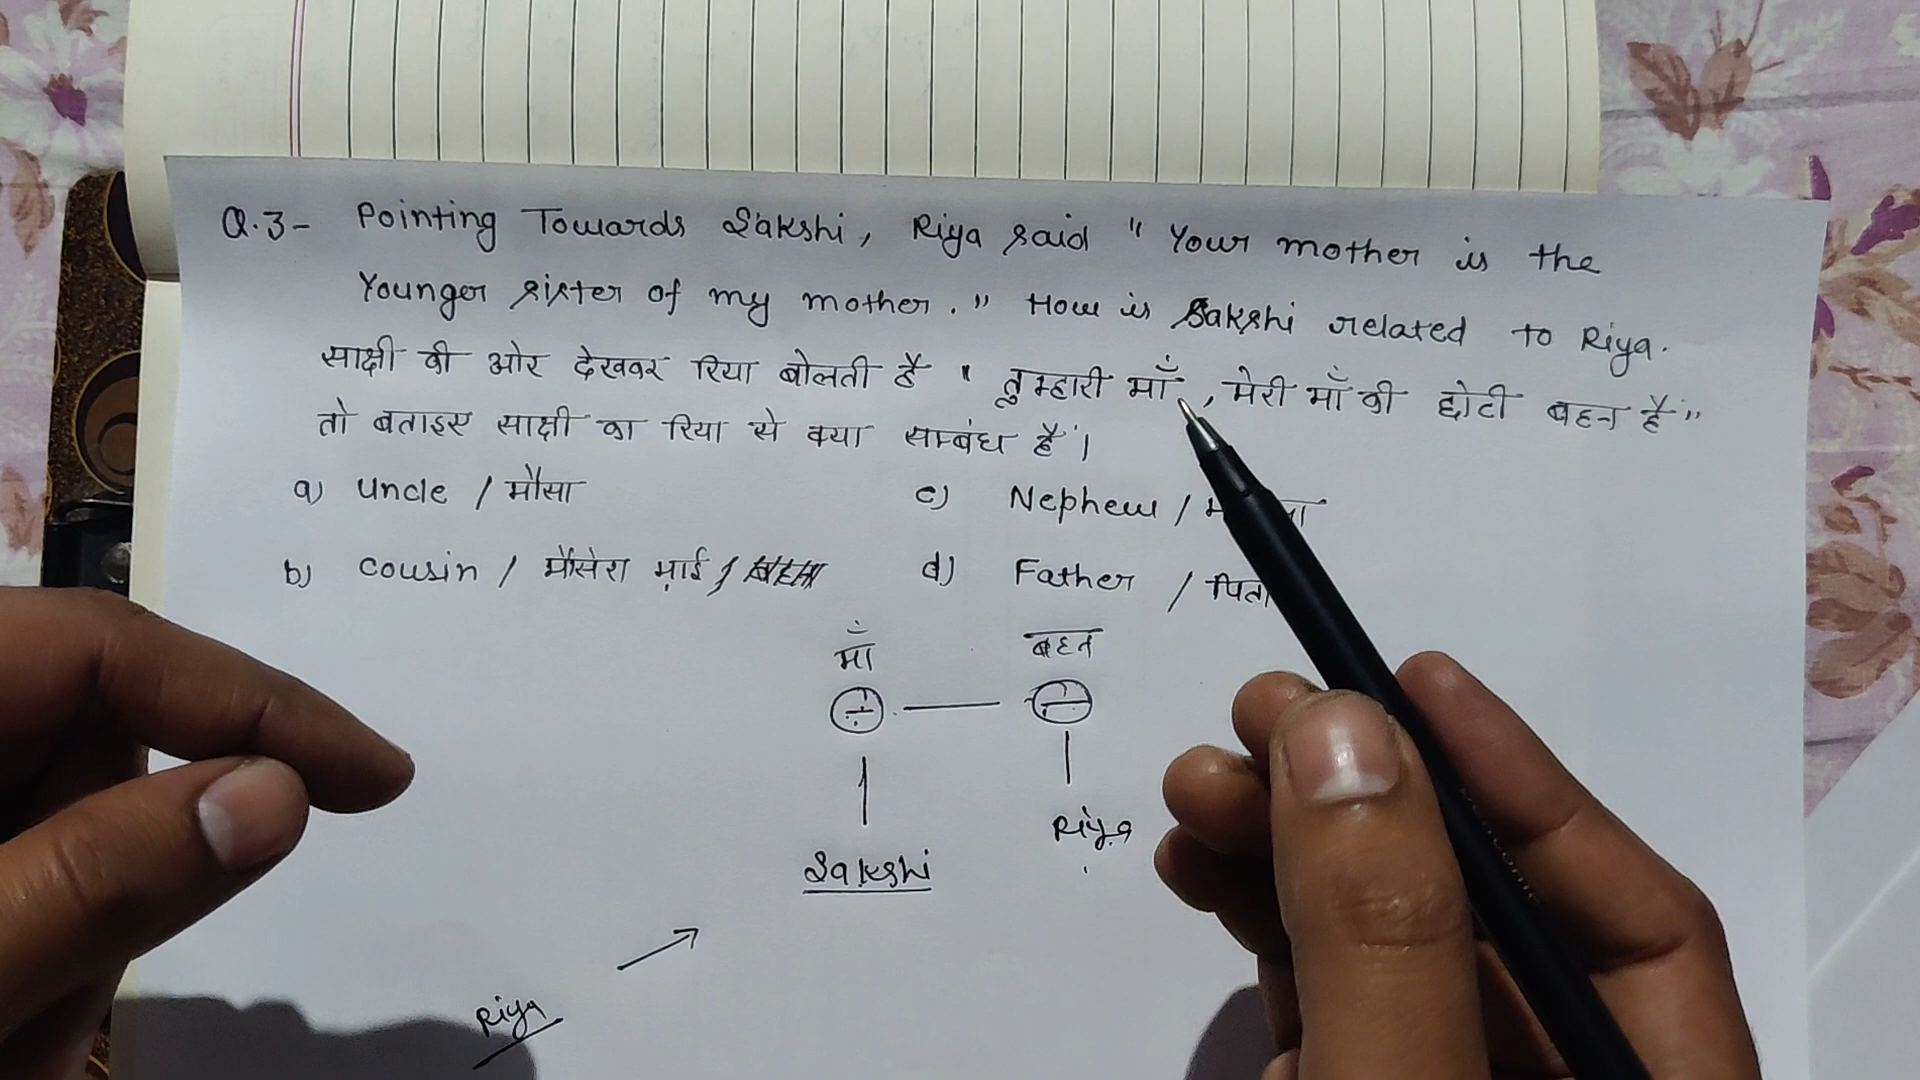 Q.3- Pointing Towards Sakshi, Riya said " Your mother is the
Younger sister of my mother." How is Sakshi related to Riya.
साक्षी की ओर देखकर रिया बोलती है " तुम्हारी माँ, मेरी माँ की छोटी बहन है"
तो बताइए साक्षी का रिया से क्या सम्बंध है।
a) Uncle / मौसा
c) Nephew /
b) Cousin / मौसेरा भाई /
d) Father / पिता
माँ
बहन
Riya
Sakshi
Riya